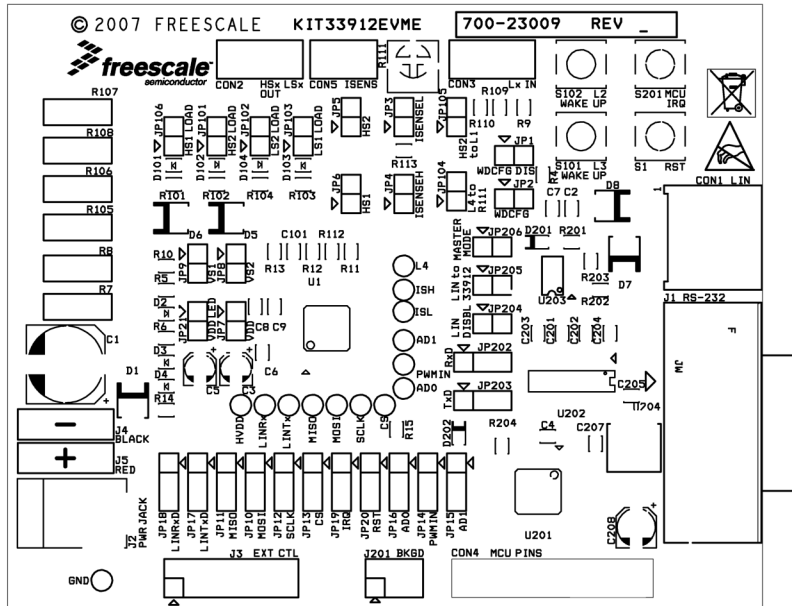 © 2007 FREESCALE KIT33912EVME 700-23009 REV _
freescale™
semiconductor
CON2 HSx LSx
OUT
CON5 ISENS
R111
CON3 Lx IN
S102 L2
WAKE UP
S201 MCU
IRQ
S101 L3
WAKE UP
S1 RST
R107
R108
R106
R105
R8
R7
JP106
HS1 LOAD
JP101
HS2 LOAD
JP102
LS2 LOAD
JP103
LS1 LOAD
D101
D102
D104
D103
R101
R102
R104
R103
JP5
HS2
JP3
ISENSEL
R113
JP6
HS1
JP4
ISENSEH
JP105
HS2
to L1
JP104
L4 to
R111
R109
R110
R9
JP1
WDCFG DIS
R4
JP2
WDCFG
C7 C2
D8
CON1 LIN
1
D6
D5
R10
R5
JP9
VS1
JP8
VS2
C101
R112
R13
R12
R11
U1
L4
ISH
ISL
AD1
PWMIN
AD0
JP206
MASTER
MODE
JP205
LIN to
33912
JP204
LIN
DISBL
D201
R201
U203
R203
R202
D7
J1 RS-232
F
JM
D2
R6
JP21
VDD LED
JP7
VDD
C8 C9
C6
C5
C3
C1
D1
D3
D4
R14
C203
C201
C202
C204
JP202
RxD
JP203
TxD
U202
C205
J204
J4
BLACK
J5
RED
J2
PWR JACK
GND
HVDD
LINRx
LINTx
MISO
MOSI
SCLK
CS
R15
D202
R204
C4
C207
U201
C208
JP18
LINRxD
JP17
LINTxD
JP11
MISO
JP10
MOSI
JP12
SCLK
JP13
CS
JP19
IRQ
JP20
RST
JP16
AD0
JP14
PWMIN
JP15
AD1
J3 EXT CTL
J201 BKGD
CON4 MCU PINS